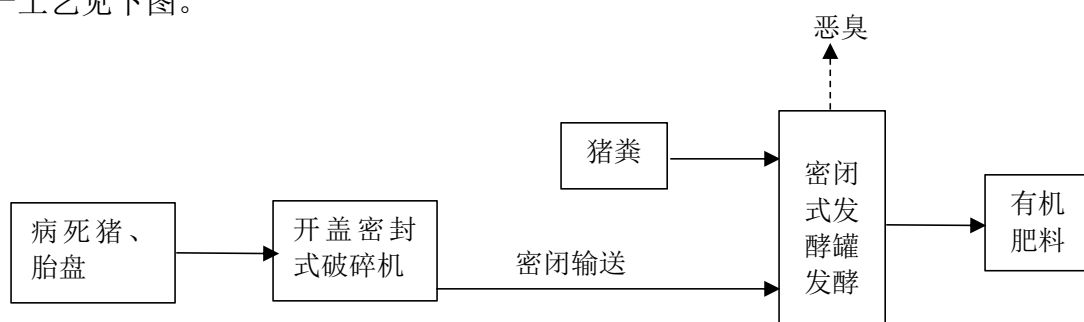 工艺见下图。
恶臭
猪粪
密闭
式发
酵罐
发酵
有机
肥料
病死猪、
胎盘
开盖密封
式破碎机
密闭输送